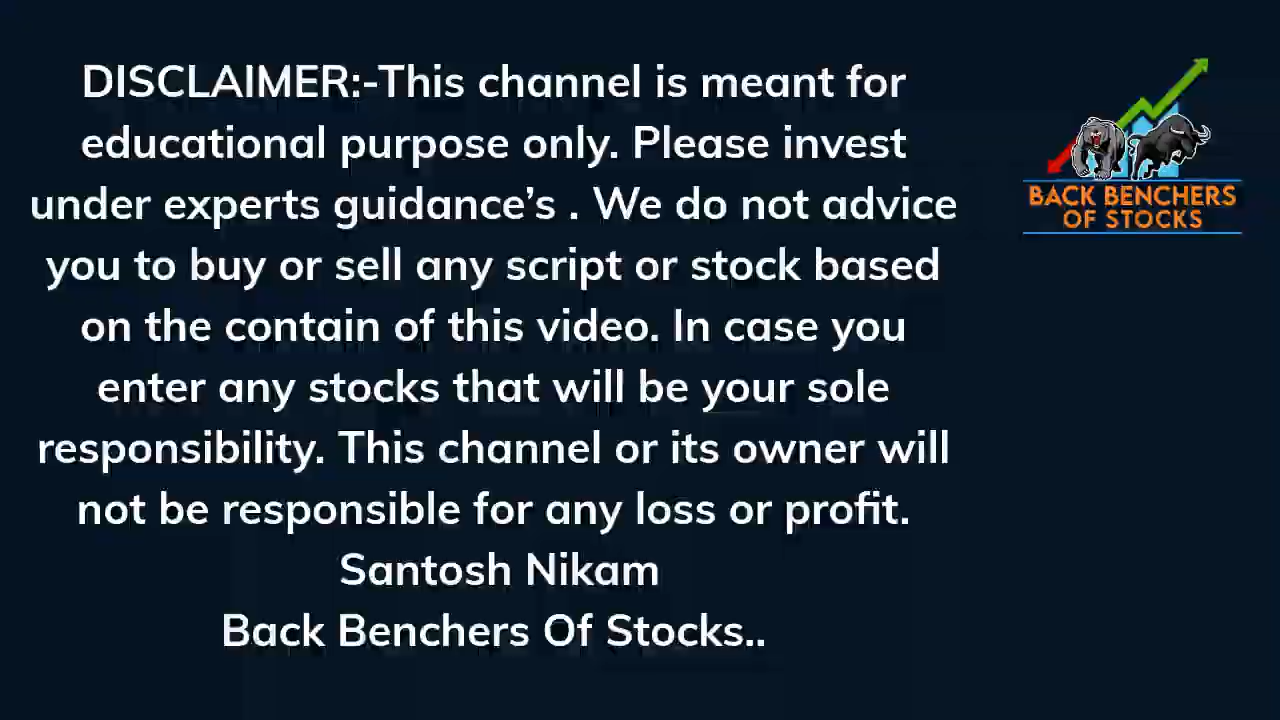 DISCLAIMER:-This channel is meant for
educational purpose only. Please invest
under experts guidance’s . We do not advice
you to buy or sell any script or stock based
on the contain of this video. In case you
enter any stocks that will be your sole
responsibility. This channel or its owner will
not be responsible for any loss or profit.
Santosh Nikam
Back Benchers Of Stocks..
BACK BENCHERS
OF STOCKS